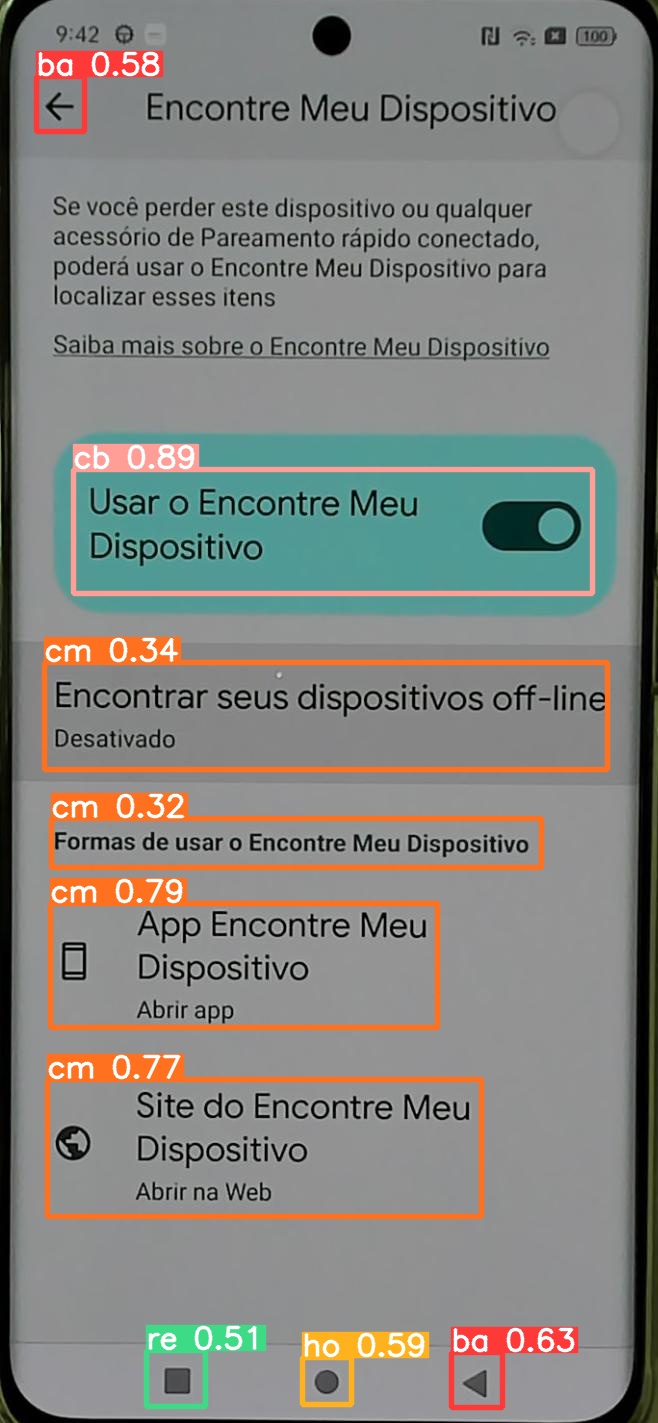 9:42
100
ba 0.58
Encontre Meu Dispositivo
Se você perder este dispositivo ou qualquer
acessório de Pareamento rápido conectado,
poderá usar o Encontre Meu Dispositivo para
localizar esses itens
Saiba mais sobre o Encontre Meu Dispositivo
cb 0.89
Usar o Encontre Meu
Dispositivo
cm 0.34
Encontrar seus dispositivos off-line
Desativado
cm 0.32
Formas de usar o Encontre Meu Dispositivo
cm 0.79
App Encontre Meu
Dispositivo
Abrir app
cm 0.77
Site do Encontre Meu
Dispositivo
Abrir na Web
re 0.51
ho 0.59
ba 0.63